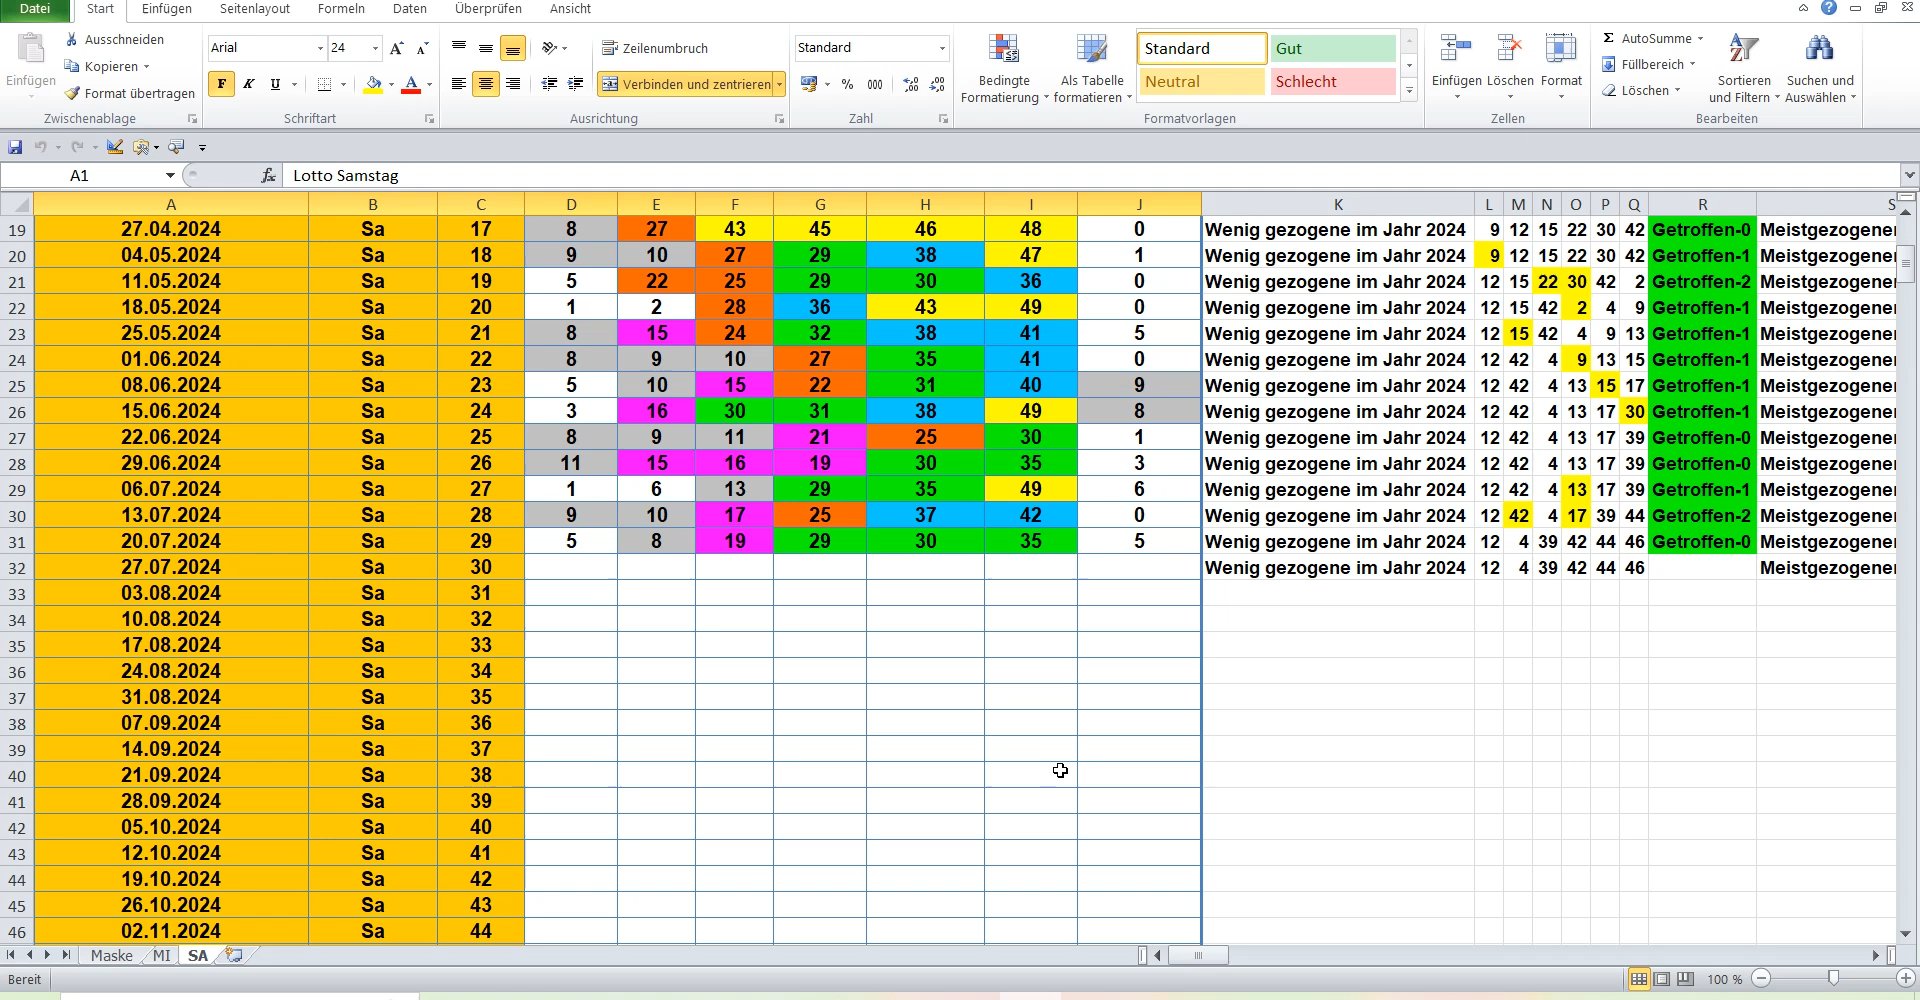 Datei Start Einfügen Seitenlayout Formeln Daten Überprüfen Ansicht
Einfügen
Ausschneiden
Kopieren
Format übertragen
Zwischenablage
Arial 24
F K U
Schriftart
Zeilenumbruch
Verbinden und zentrieren
Ausrichtung
Standard
% 000
Zahl
Bedingte Formatierung
Als Tabelle formatieren
Standard Gut
Neutral Schlecht
Formatvorlagen
Einfügen Löschen Format
Zellen
Σ AutoSumme
Füllbereich
Löschen
Sortieren und Filtern
Suchen und Auswählen
Bearbeiten
A1 fx Lotto Samstag
A B C D E F G H I J K L M N O P Q R S
19 27.04.2024 Sa 17 8 27 43 45 46 48 0 Wenig gezogene im Jahr 2024 9 12 15 22 30 42 Getroffen-0 Meistgezogene
20 04.05.2024 Sa 18 9 10 27 29 38 47 1 Wenig gezogene im Jahr 2024 9 12 15 22 30 42 Getroffen-1 Meistgezogene
21 11.05.2024 Sa 19 5 22 25 29 30 36 0 Wenig gezogene im Jahr 2024 12 15 22 30 42 2 Getroffen-2 Meistgezogene
22 18.05.2024 Sa 20 1 2 28 36 43 49 0 Wenig gezogene im Jahr 2024 12 15 42 2 4 9 Getroffen-1 Meistgezogene
23 25.05.2024 Sa 21 8 15 24 32 38 41 5 Wenig gezogene im Jahr 2024 12 15 42 4 9 13 Getroffen-1 Meistgezogene
24 01.06.2024 Sa 22 8 9 10 27 35 41 0 Wenig gezogene im Jahr 2024 12 42 4 9 13 15 Getroffen-1 Meistgezogene
25 08.06.2024 Sa 23 5 10 15 22 31 40 9 Wenig gezogene im Jahr 2024 12 42 4 13 15 17 Getroffen-1 Meistgezogene
26 15.06.2024 Sa 24 3 16 30 31 38 49 8 Wenig gezogene im Jahr 2024 12 42 4 13 17 30 Getroffen-1 Meistgezogene
27 22.06.2024 Sa 25 8 9 11 21 25 30 1 Wenig gezogene im Jahr 2024 12 42 4 13 17 39 Getroffen-0 Meistgezogene
28 29.06.2024 Sa 26 11 15 16 19 30 35 3 Wenig gezogene im Jahr 2024 12 42 4 13 17 39 Getroffen-0 Meistgezogene
29 06.07.2024 Sa 27 1 6 13 29 35 49 6 Wenig gezogene im Jahr 2024 12 42 4 13 17 39 Getroffen-1 Meistgezogene
30 13.07.2024 Sa 28 9 10 17 25 37 42 0 Wenig gezogene im Jahr 2024 12 42 4 17 39 44 Getroffen-2 Meistgezogene
31 20.07.2024 Sa 29 5 8 19 29 30 35 5 Wenig gezogene im Jahr 2024 12 4 39 42 44 46 Getroffen-0 Meistgezogene
32 27.07.2024 Sa 30 Wenig gezogene im Jahr 2024 12 4 39 42 44 46 Meistgezogene
33 03.08.2024 Sa 31
34 10.08.2024 Sa 32
35 17.08.2024 Sa 33
36 24.08.2024 Sa 34
37 31.08.2024 Sa 35
38 07.09.2024 Sa 36
39 14.09.2024 Sa 37
40 21.09.2024 Sa 38
41 28.09.2024 Sa 39
42 05.10.2024 Sa 40
43 12.10.2024 Sa 41
44 19.10.2024 Sa 42
45 26.10.2024 Sa 43
46 02.11.2024 Sa 44
Maske MI SA
Bereit 100 %